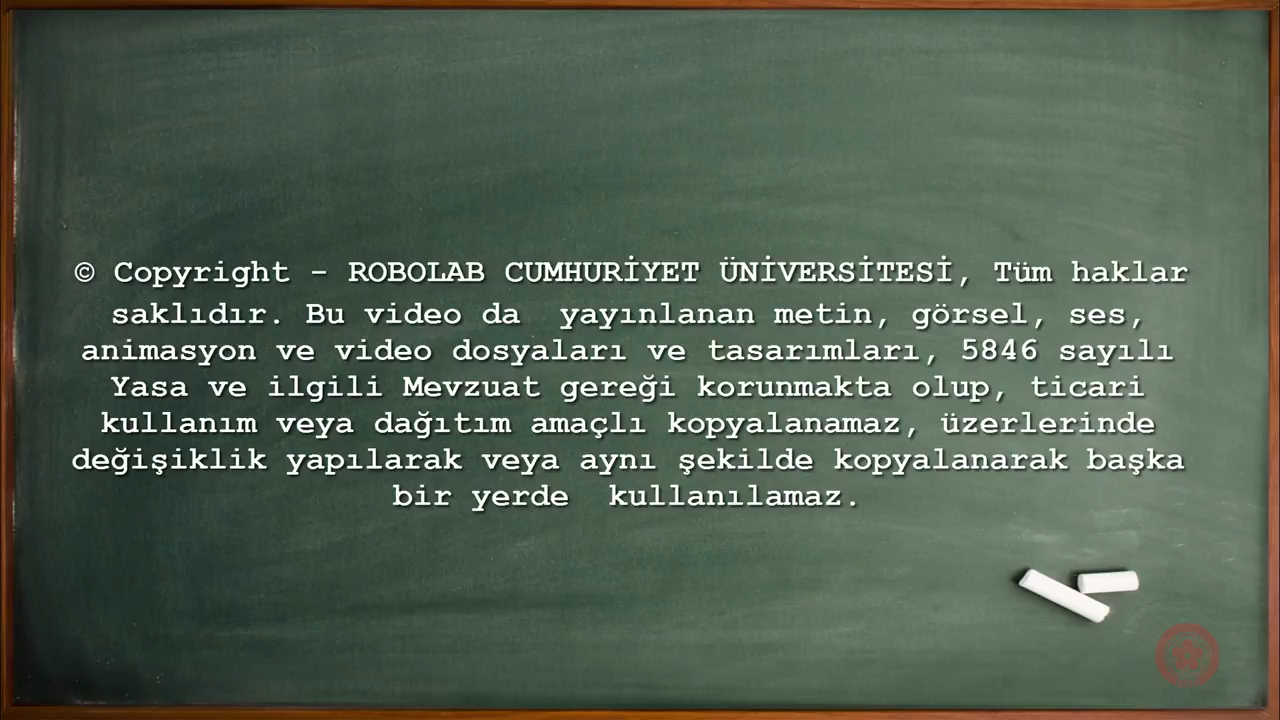 © Copyright - ROBOLAB CUMHURİYET ÜNİVERSİTESİ, Tüm haklar
saklıdır. Bu video da  yayınlanan metin, görsel, ses,
animasyon ve video dosyaları ve tasarımları, 5846 sayılı
Yasa ve ilgili Mevzuat gereği korunmakta olup, ticari
kullanım veya dağıtım amaçlı kopyalanamaz, üzerlerinde
değişiklik yapılarak veya aynı şekilde kopyalanarak başka
bir yerde  kullanılamaz.